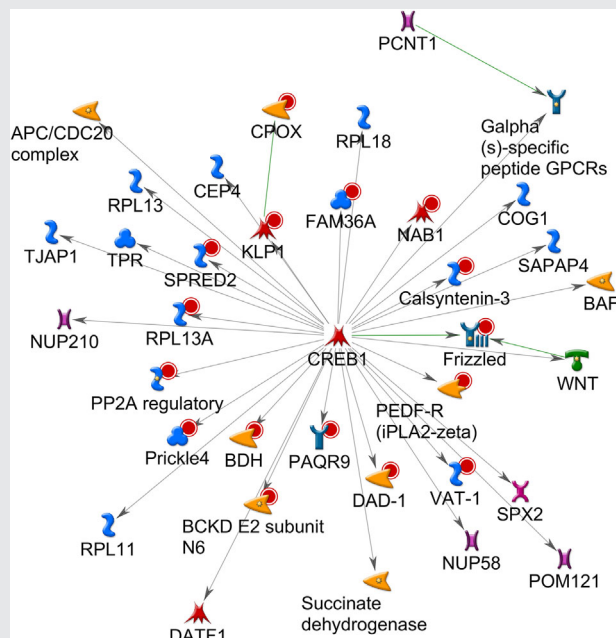 PCNT1
APC/CDC20
complex
CPOX
RPL18
Galpha
(s)-specific
peptide GPCRs
CEP4
RPL13
FAM36A
NAB1
COG1
KLP1
TJAP1
TPR
SPRED2
SAPAP4
Calsyntenin-3
BAF
NUP210
RPL13A
CREB1
Frizzled
WNT
PP2A regulatory
PEDF-R
(iPLA2-zeta)
Prickle4
BDH
PAQR9
DAD-1
VAT-1
SPX2
RPL11
BCKD E2 subunit
N6
NUP58
POM121
Succinate
dehydrogenase